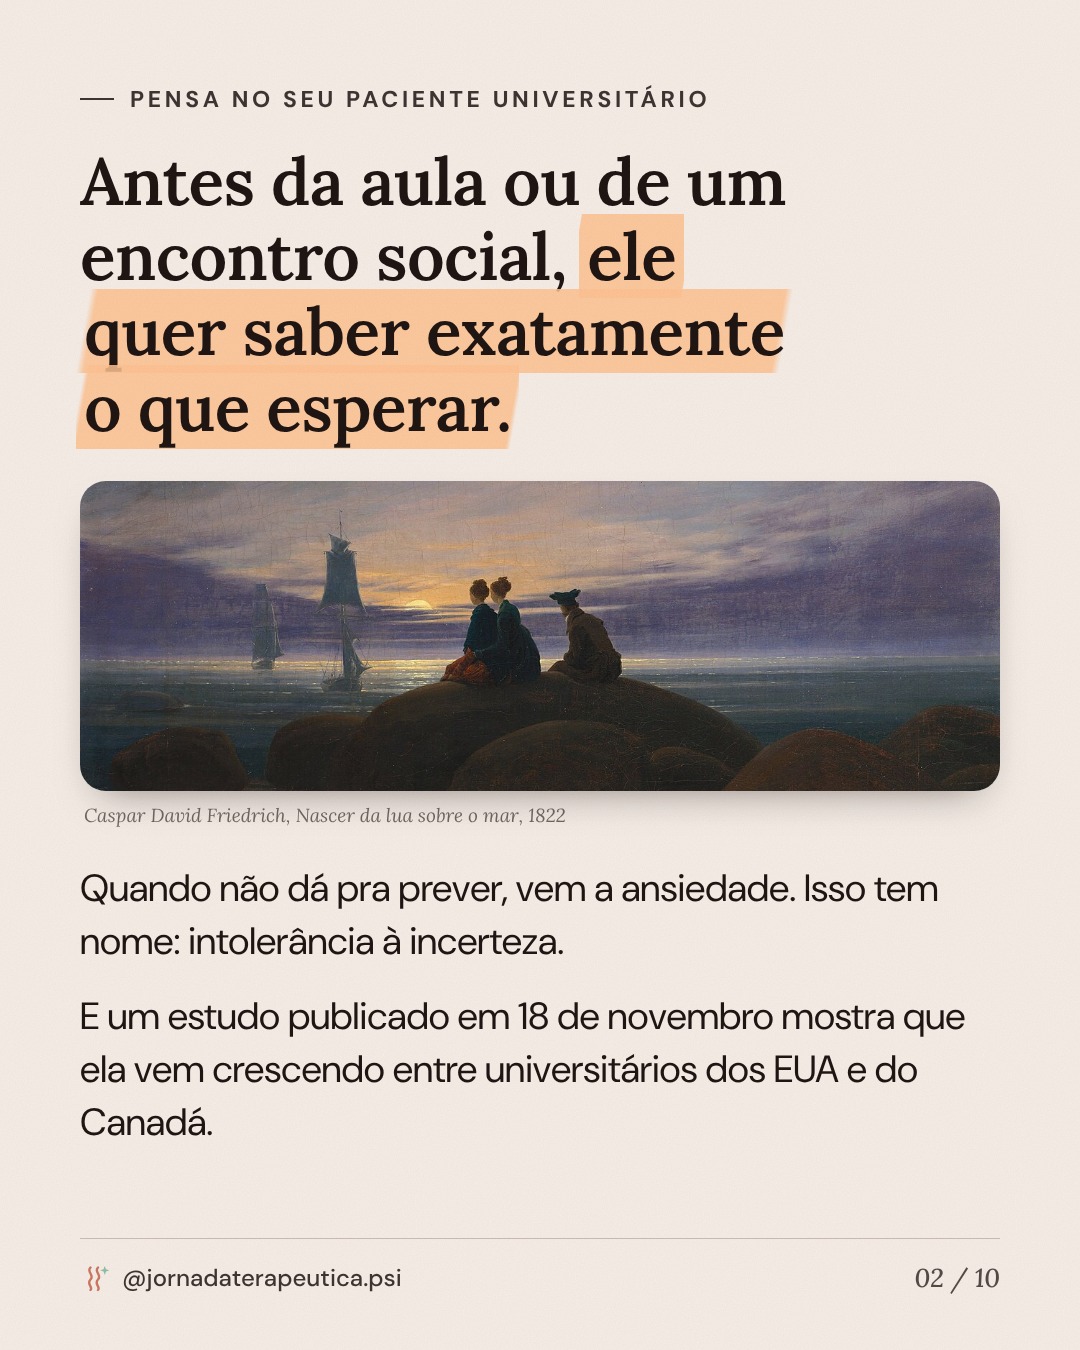 — PENSA NO SEU PACIENTE UNIVERSITÁRIO
Antes da aula ou de um
encontro social, ele
quer saber exatamente
o que esperar.
Caspar David Friedrich, Nascer da lua sobre o mar, 1822
Quando não dá pra prever, vem a ansiedade. Isso tem
nome: intolerância à incerteza.
E um estudo publicado em 18 de novembro mostra que
ela vem crescendo entre universitários dos EUA e do
Canadá.
@jornadaterapeutica.psi
02 / 10